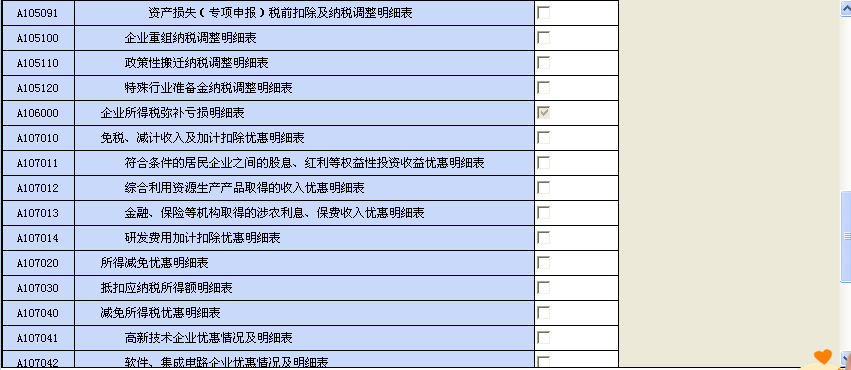 A105091 资产损失（专项申报）税前扣除及纳税调整明细表
A105100 企业重组纳税调整明细表
A105110 政策性搬迁纳税调整明细表
A105120 特殊行业准备金纳税调整明细表
A106000 企业所得税弥补亏损明细表
A107010 免税、减计收入及加计扣除优惠明细表
A107011 符合条件的居民企业之间的股息、红利等权益性投资收益优惠明细表
A107012 综合利用资源生产产品取得的收入优惠明细表
A107013 金融、保险等机构取得的涉农利息、保费收入优惠明细表
A107014 研发费用加计扣除优惠明细表
A107020 所得减免优惠明细表
A107030 抵扣应纳税所得额明细表
A107040 减免所得税优惠明细表
A107041 高新技术企业优惠情况及明细表
A107042 软件、集成电路企业优惠情况及明细表